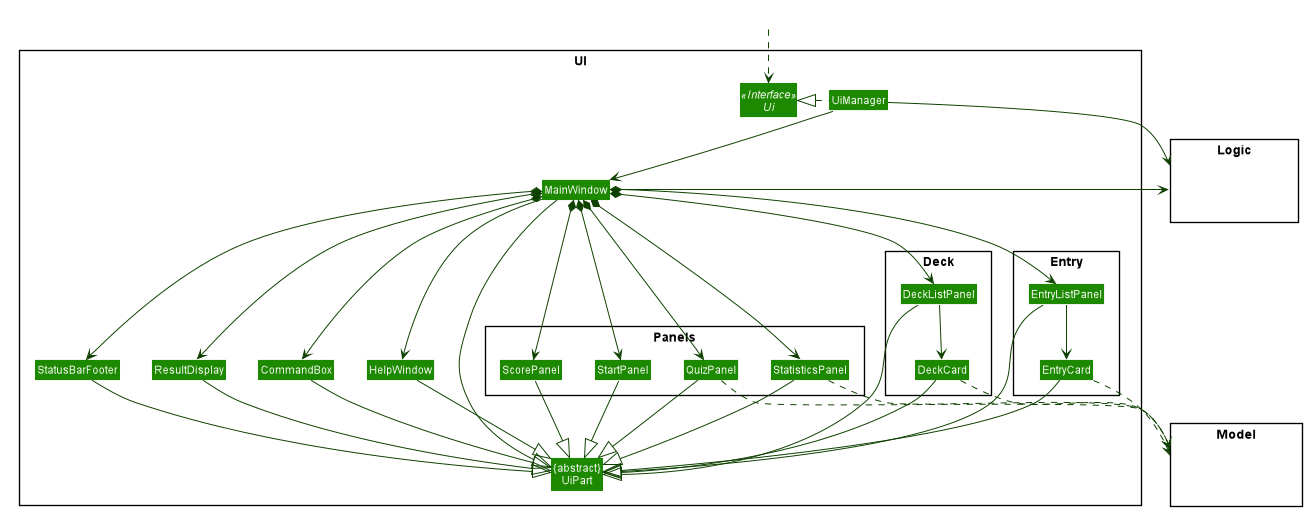 UI
«Interface»
Ui
UiManager
Logic
MainWindow
Deck
Entry
DeckListPanel
EntryListPanel
Panels
StatusBarFooter
ResultDisplay
CommandBox
HelpWindow
ScorePanel
StartPanel
QuizPanel
StatisticsPanel
DeckCard
EntryCard
Model
{abstract}
UiPart